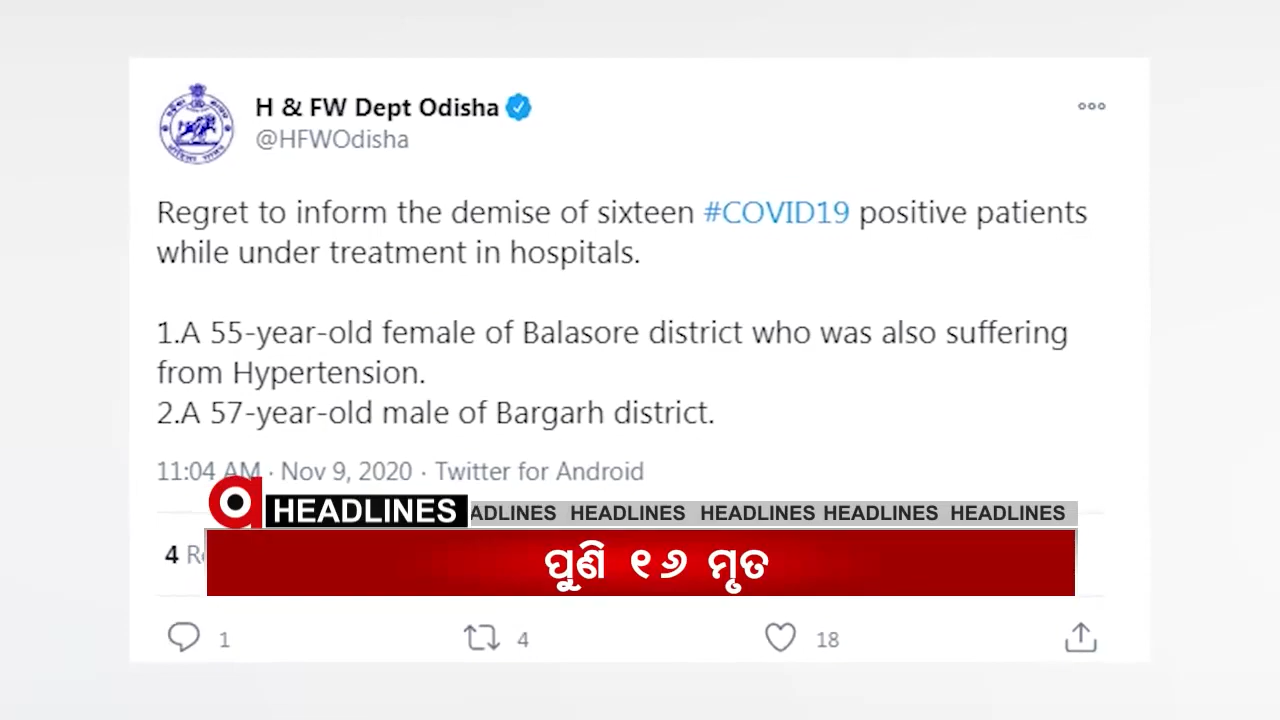 H & FW Dept Odisha
@HFWOdisha
Regret to inform the demise of sixteen #COVID19 positive patients
while under treatment in hospitals.
1.A 55-year-old female of Balasore district who was also suffering
from Hypertension.
2.A 57-year-old male of Bargarh district.
11:04 AM · Nov 9, 2020 · Twitter for Android
HEADLINES ADLINES HEADLINES HEADLINES HEADLINES HEADLINES
4 Re
ପୁଣି ୧୬ ମୃତ
1 4 18